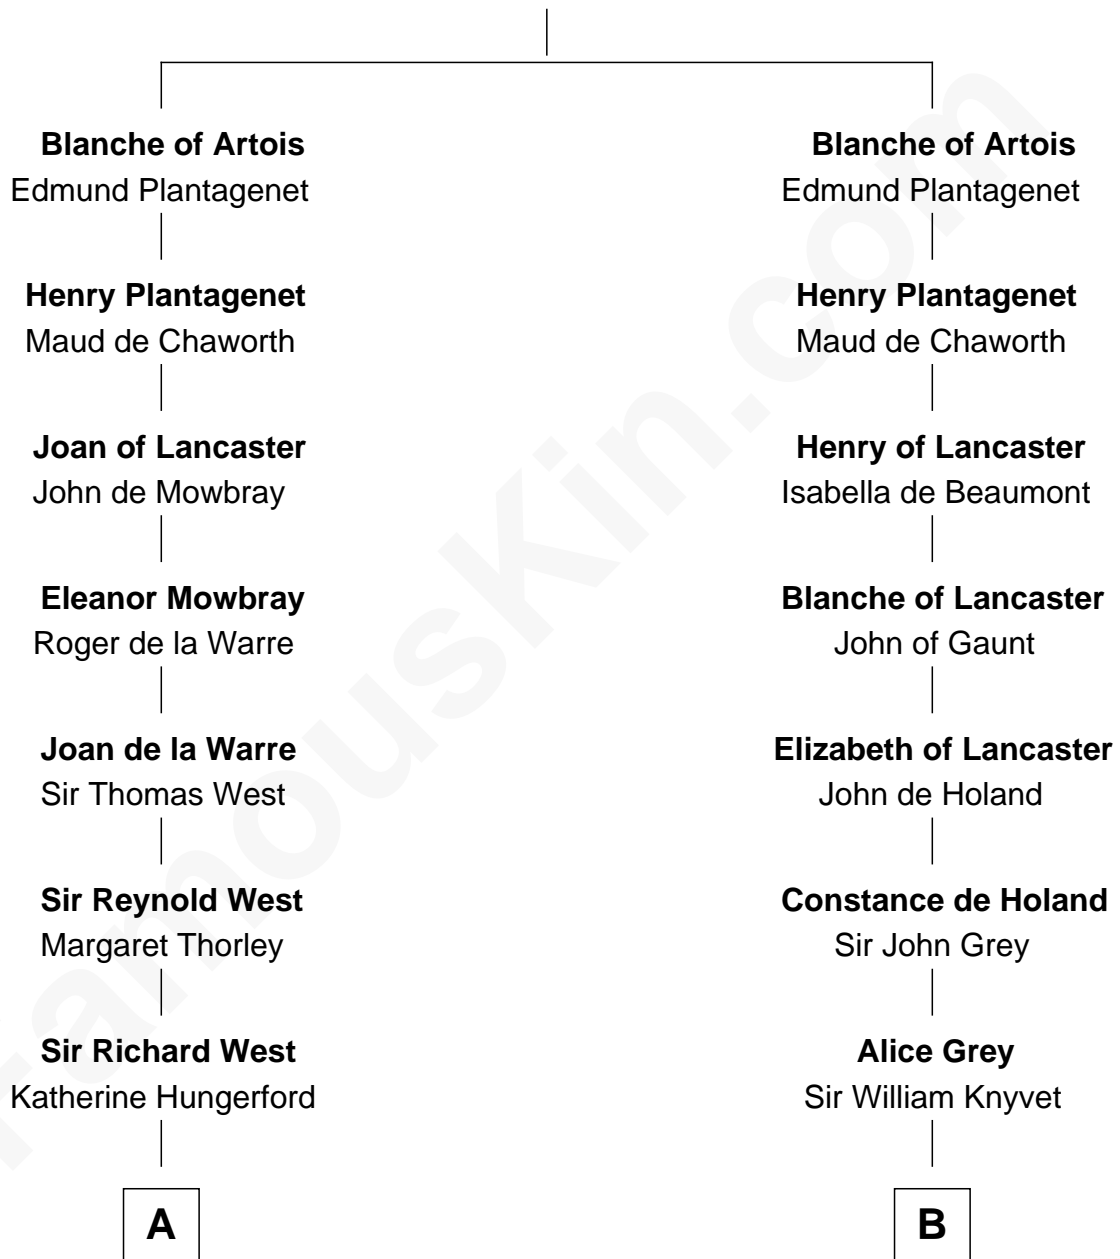 Blanche of Artois
Edmund Plantagenet
Henry Plantagenet
Maud de Chaworth
Joan of Lancaster
John de Mowbray
Eleanor Mowbray
Roger de la Warre
Joan de la Warre
Sir Thomas West
Sir Reynold West
Margaret Thorley
Sir Richard West
Katherine Hungerford
A
Blanche of Artois
Edmund Plantagenet
Henry Plantagenet
Maud de Chaworth
Henry of Lancaster
Isabella de Beaumont
Blanche of Lancaster
John of Gaunt
Elizabeth of Lancaster
John de Holand
Constance de Holand
Sir John Grey
Alice Grey
Sir William Knyvet
B
FamousKin.com